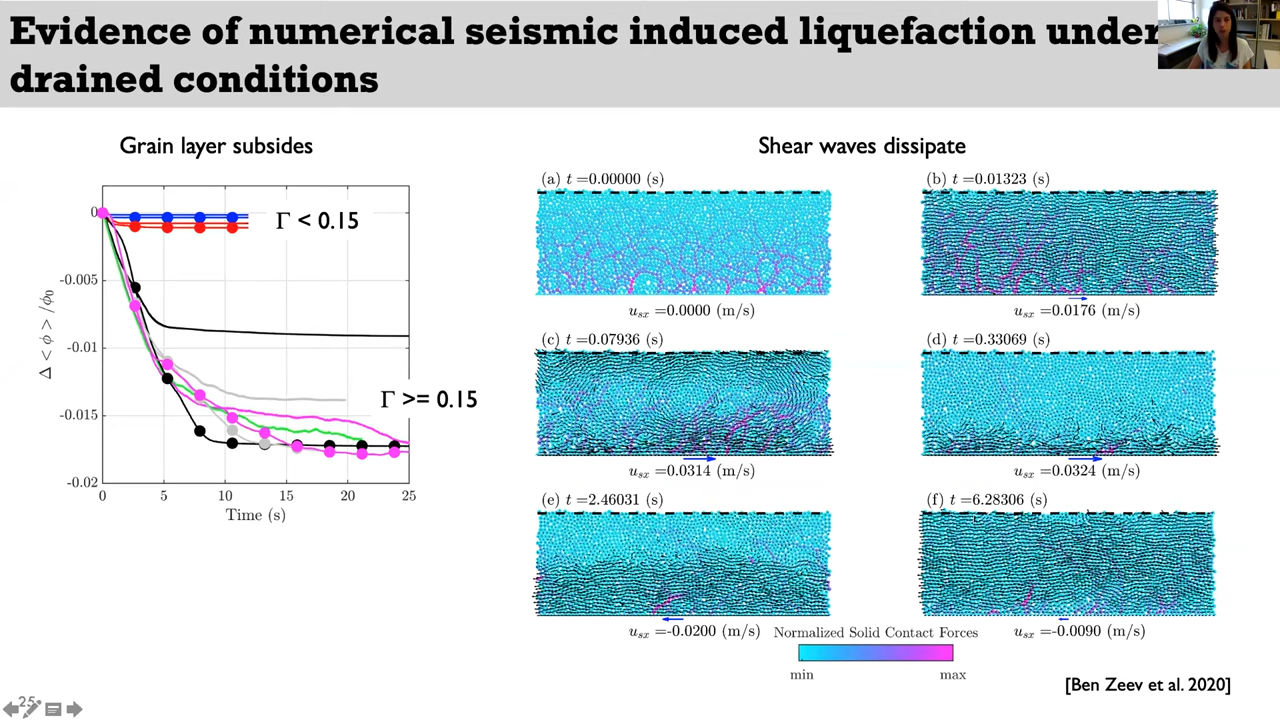 Evidence of numerical seismic induced liquefaction under
drained conditions
Grain layer subsides
Shear waves dissipate
0
-0.005
-0.01
-0.015
-0.02
Δ < ϕ > /ϕ₀
Γ < 0.15
Γ >= 0.15
0 5 10 15 20 25
Time (s)
(a) t =0.00000 (s)
(b) t =0.01323 (s)
uₛₓ =0.0000 (m/s)
uₛₓ =0.0176 (m/s)
(c) t =0.07936 (s)
(d) t =0.33069 (s)
uₛₓ =0.0314 (m/s)
uₛₓ =0.0324 (m/s)
(e) t =2.46031 (s)
(f) t =6.28306 (s)
uₛₓ =-0.0200 (m/s)
Normalized Solid Contact Forces
uₛₓ =-0.0090 (m/s)
min max
[Ben Zeev et al. 2020]
25